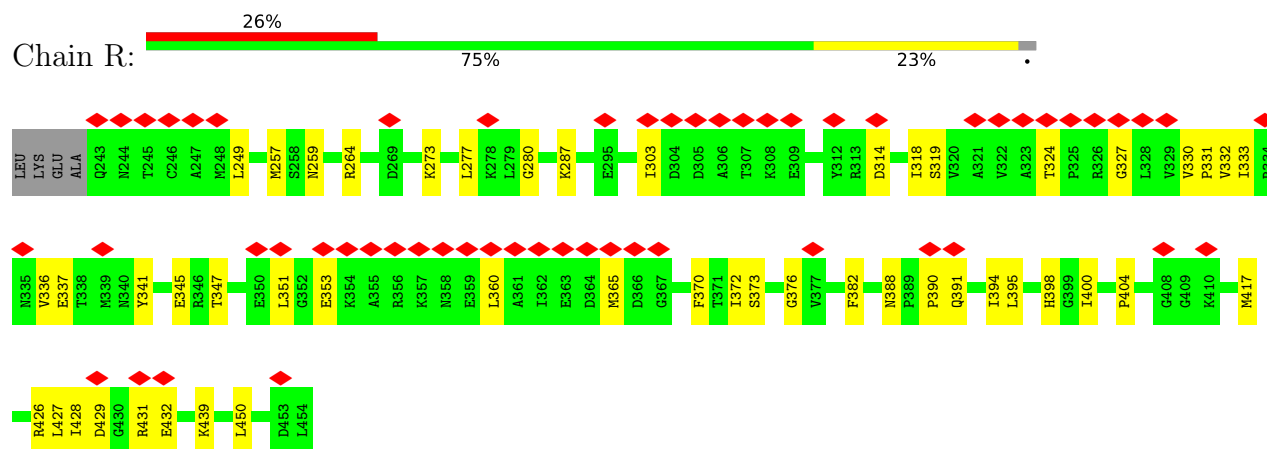 26%
Chain R:
75% 23% •
LEU LYS GLU ALA Q243 N244 T245 C246 A247 M248 L249 M257 S258 N259 R264 D269 K273 L277 K278 L279 G280 K287 E295 I303 D304 D305 A306 T307 K308 E309 Y312 R313 D314 I318 S319 V320 A321 V322 A323 T324 P325 R326 G327 L328 V329 V330 P331 V332 I333
N335 V336 E337 T338 M339 N340 Y341 E345 R346 T347 E350 L351 G352 E353 K354 A355 R356 K357 N358 E359 L360 A361 I362 E363 D364 M365 D366 G367 F370 T371 I372 S373 G376 V377 F382 N388 P389 P390 Q391 I394 L395 H398 G399 I400 P404 G408 G409 K410 M417
R426 L427 I428 D429 G430 R431 E432 K439 L450 D453 L454